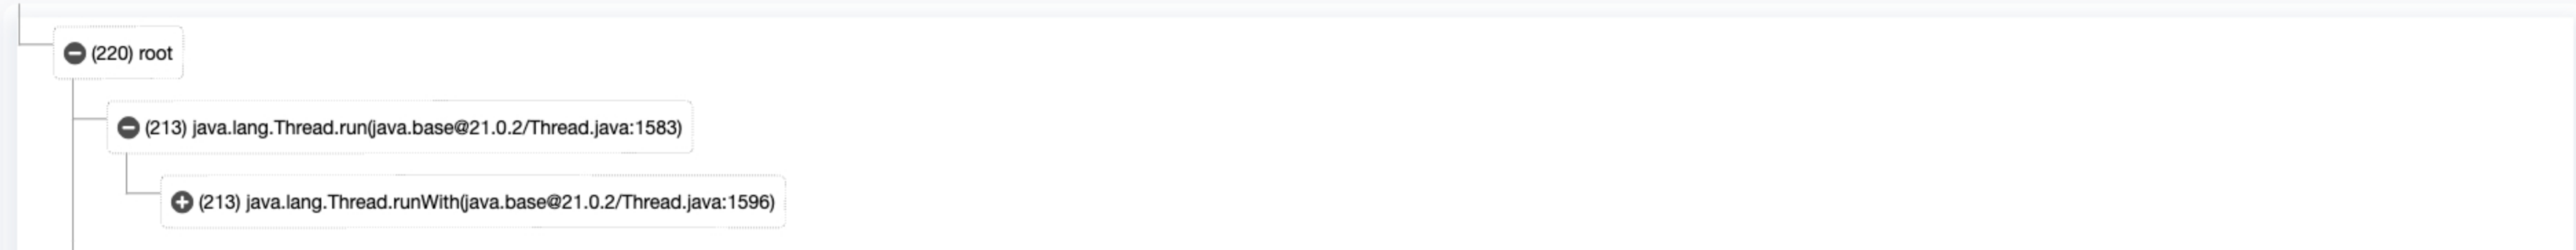 (220) root
(213) java.lang.Thread.run(java.base@21.0.2/Thread.java:1583)
(213) java.lang.Thread.runWith(java.base@21.0.2/Thread.java:1596)